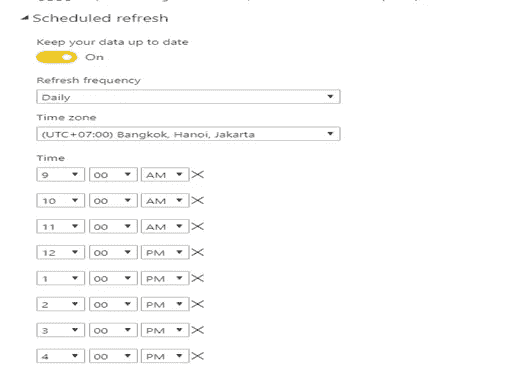 Scheduled refresh
Keep your data up to date
On
Refresh frequency
Daily
Time zone
(UTC+07:00) Bangkok, Hanoi, Jakarta
Time
9 00 AM
10 00 AM
11 00 AM
12 00 PM
1 00 PM
2 00 PM
3 00 PM
4 00 PM